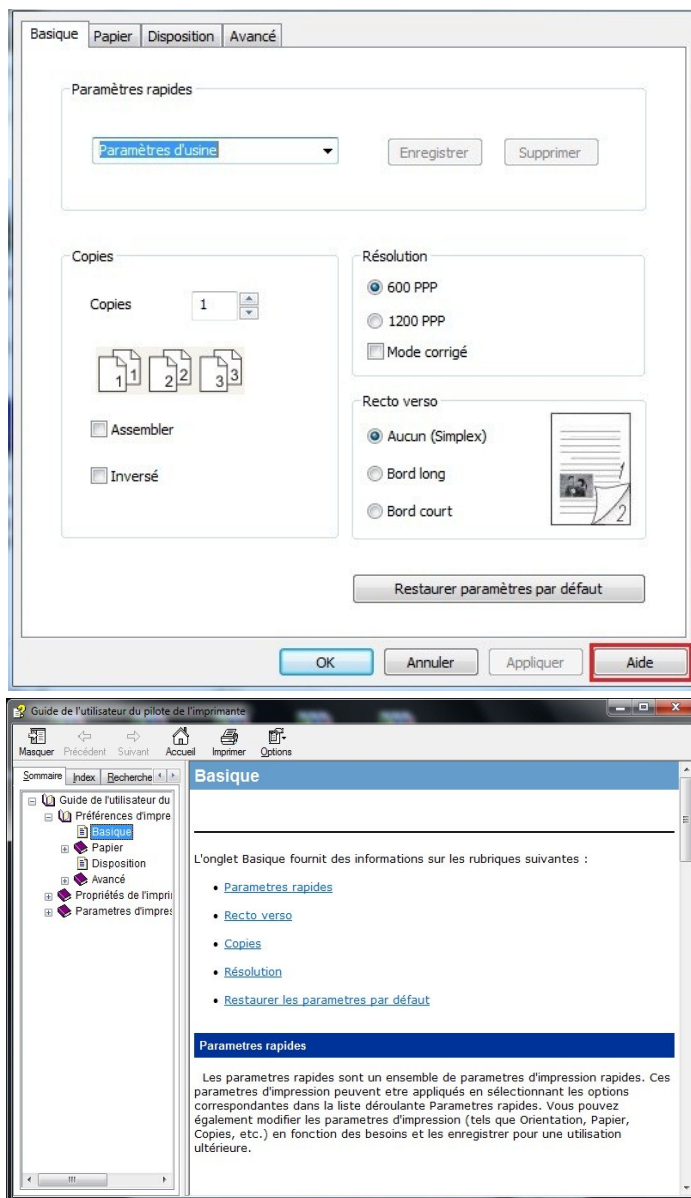 Basique Papier Disposition Avancé
Paramètres rapides
Paramètres d'usine Enregistrer Supprimer
Copies
Copies 1
1 1 2 2 3 3
Assembler
Inversé
Résolution
600 PPP
1200 PPP
Mode corrigé
Recto verso
Aucun (Simplex)
Bord long
Bord court
1
2
Restaurer paramètres par défaut
OK Annuler Appliquer Aide
Guide de l'utilisateur du pilote de l'imprimante
Masquer Précédent Suivant Accueil Imprimer Options
Sommaire Index Recherche
Guide de l'utilisateur du
Préférences d'impre
Basique
Papier
Disposition
Avancé
Propriétés de l'imprii
Parametres d'impres
Basique
L'onglet Basique fournit des informations sur les rubriques suivantes :
• Parametres rapides
• Recto verso
• Copies
• Résolution
• Restaurer les parametres par défaut
Parametres rapides
Les parametres rapides sont un ensemble de parametres d'impression rapides. Ces
parametres d'impression peuvent etre appliqués en sélectionnant les options
correspondantes dans la liste déroulante Parametres rapides. Vous pouvez
également modifier les parametres d'impression (tels que Orientation, Papier,
Copies, etc.) en fonction des besoins et les enregistrer pour une utilisation
ultérieure.